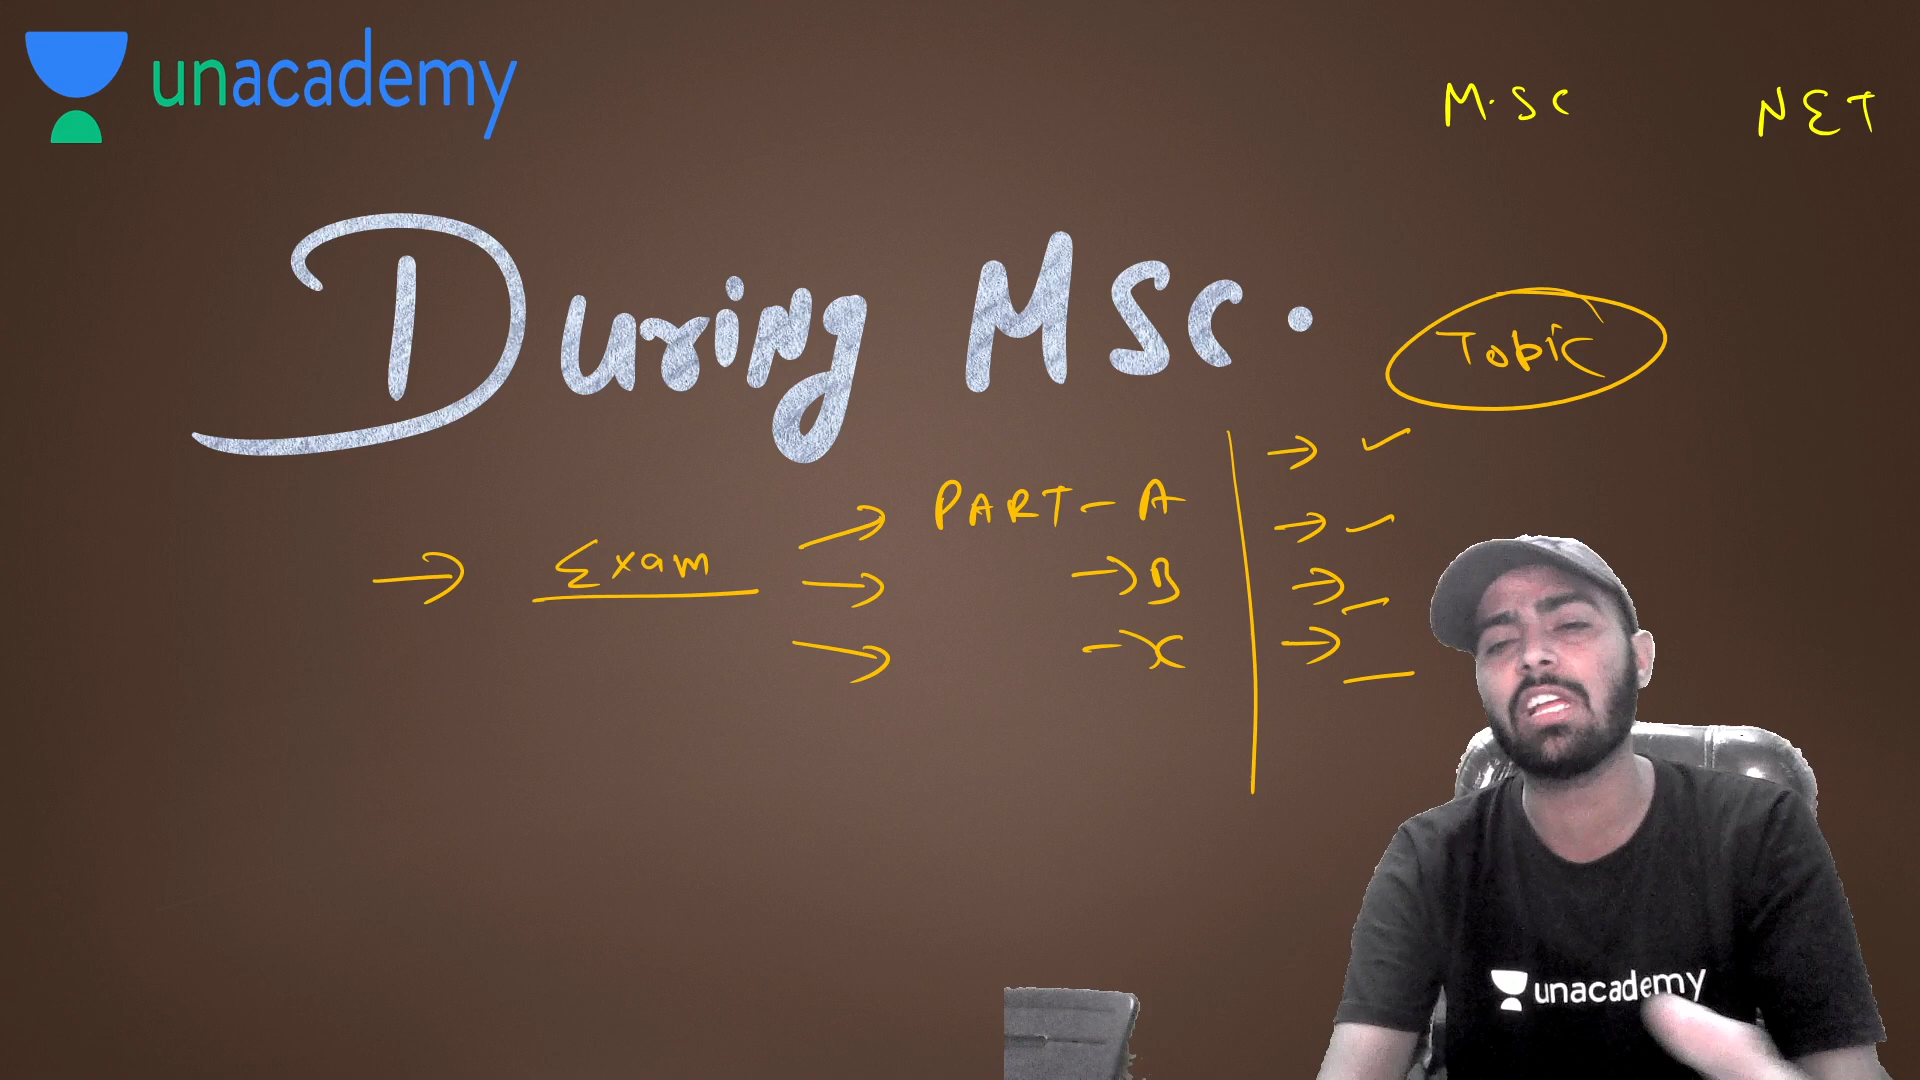 unacademy
M.SC NET
During MSc.
Topic
PART-A
→ Exam → B
unacademy